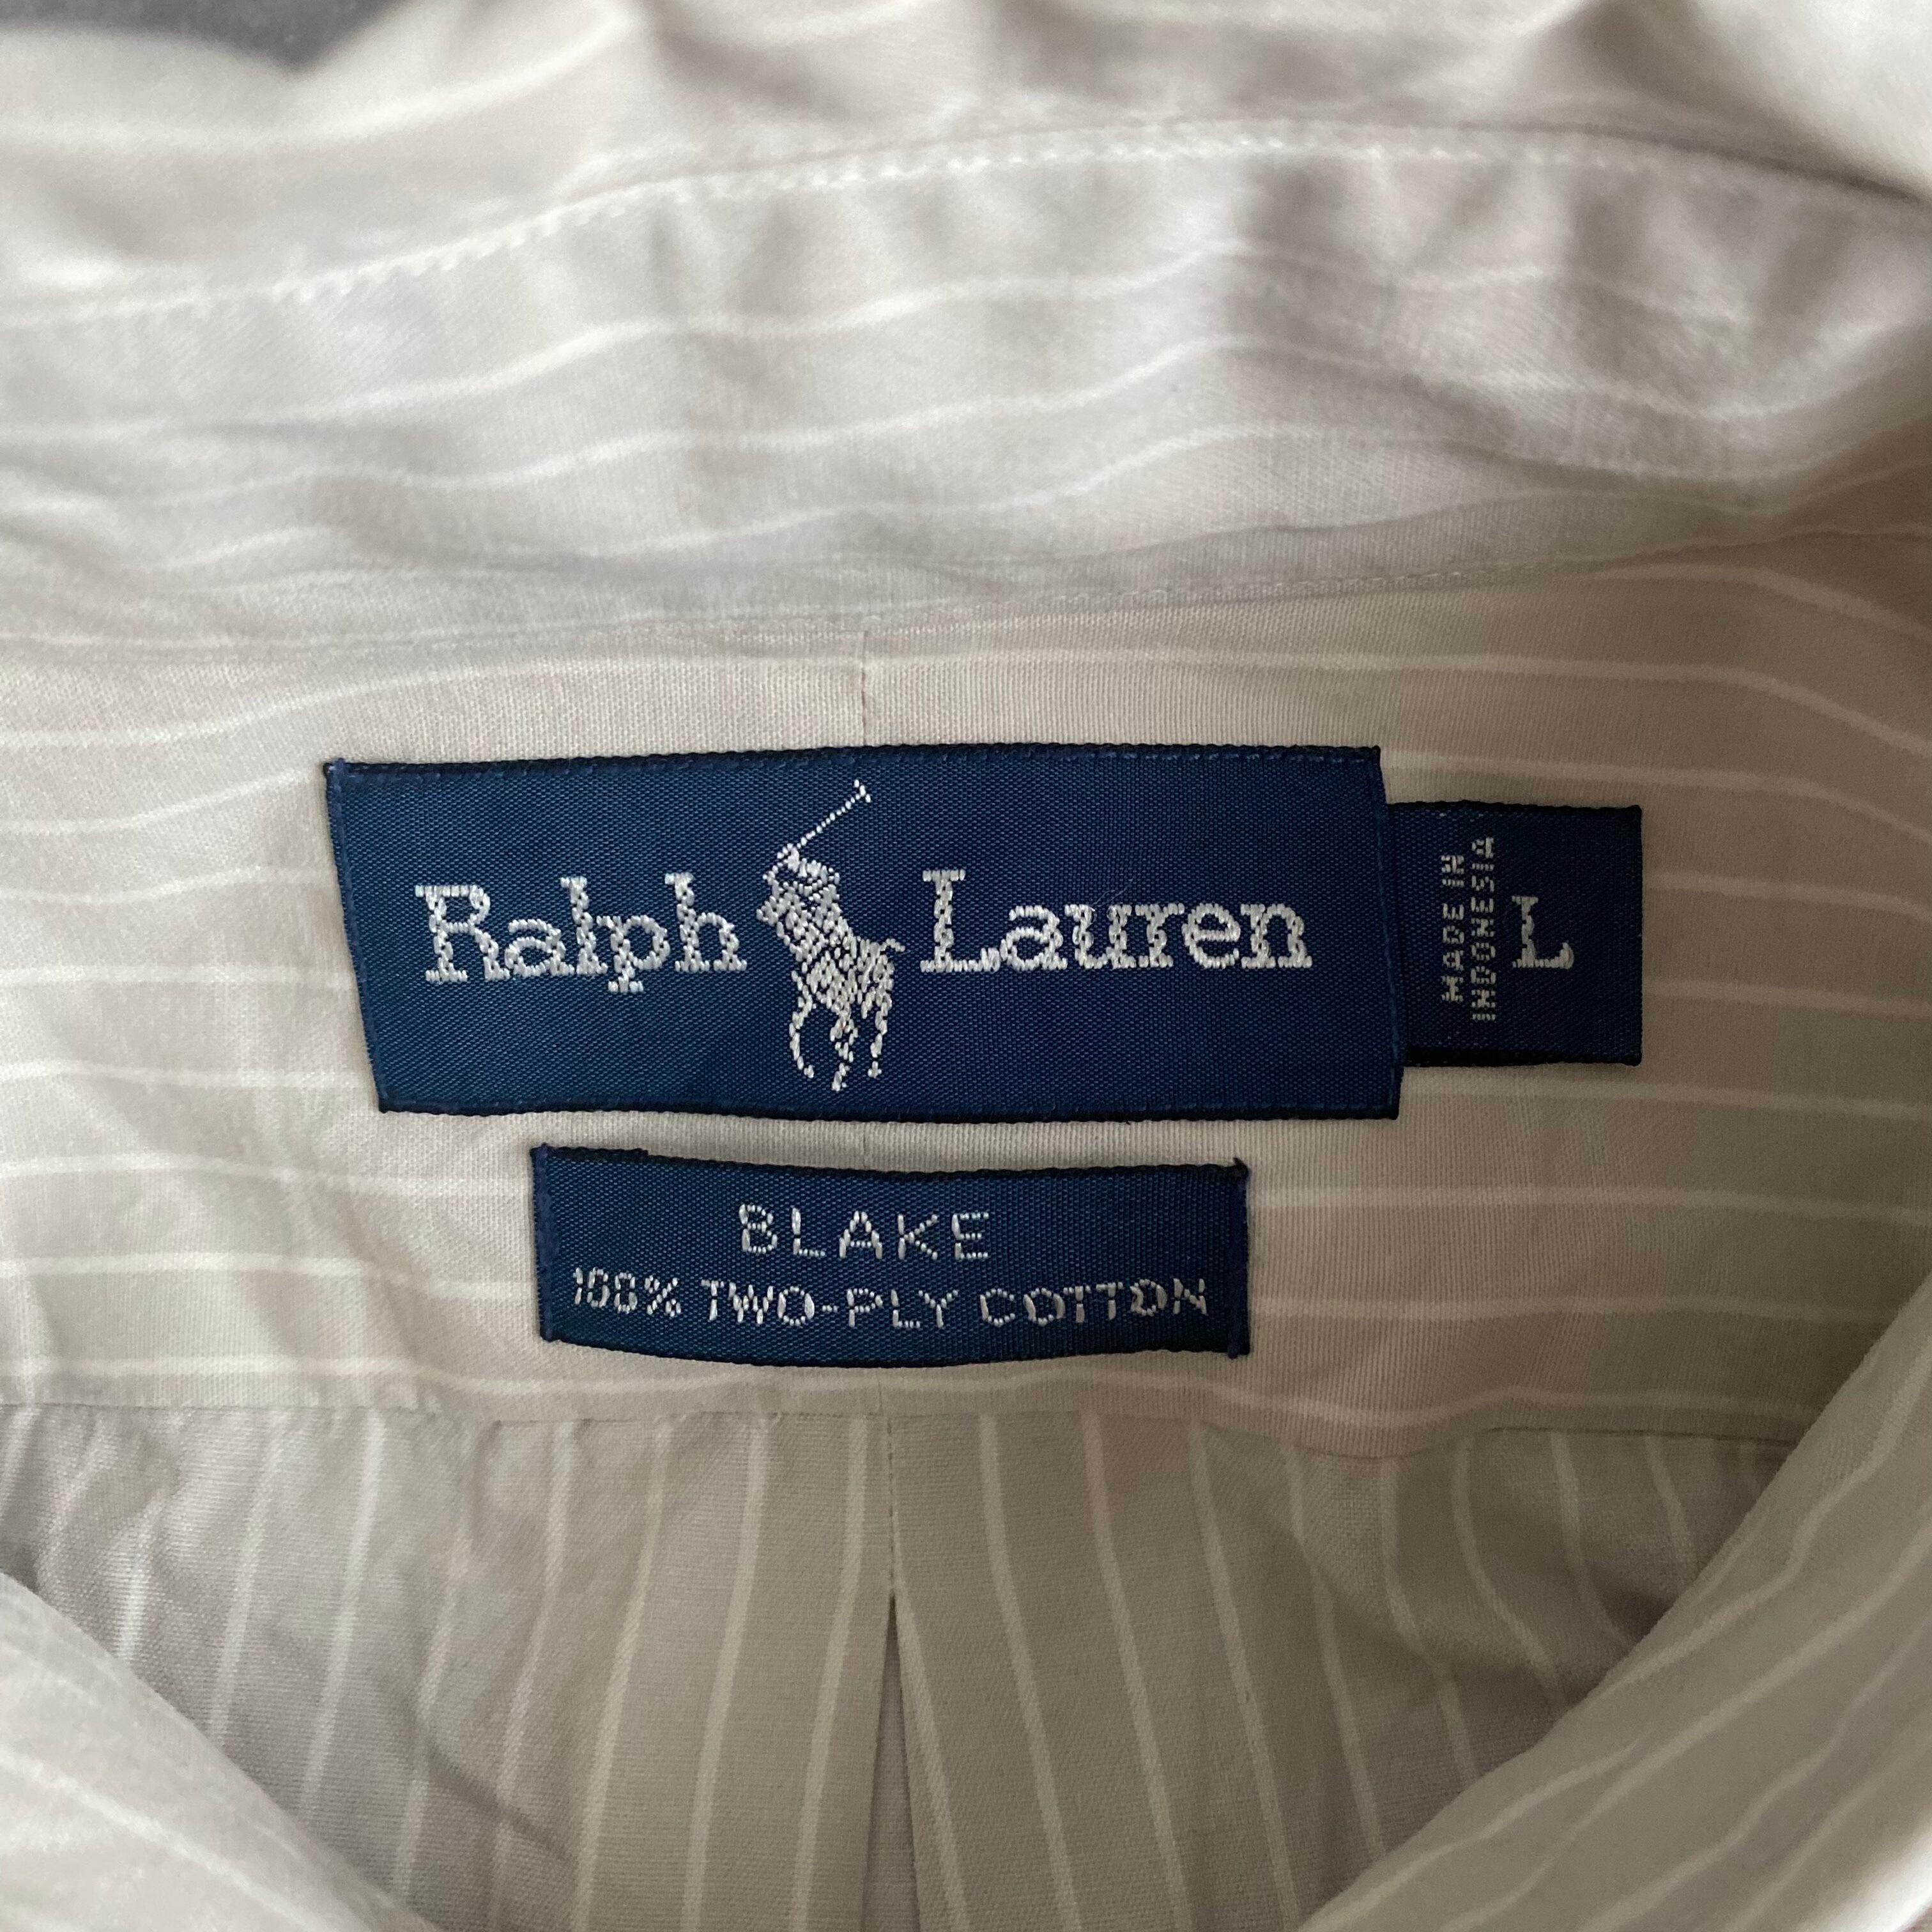 Ralph Lauren
MADE IN
INDONESIA
L
BLAKE
100% TWO-PLY COTTON